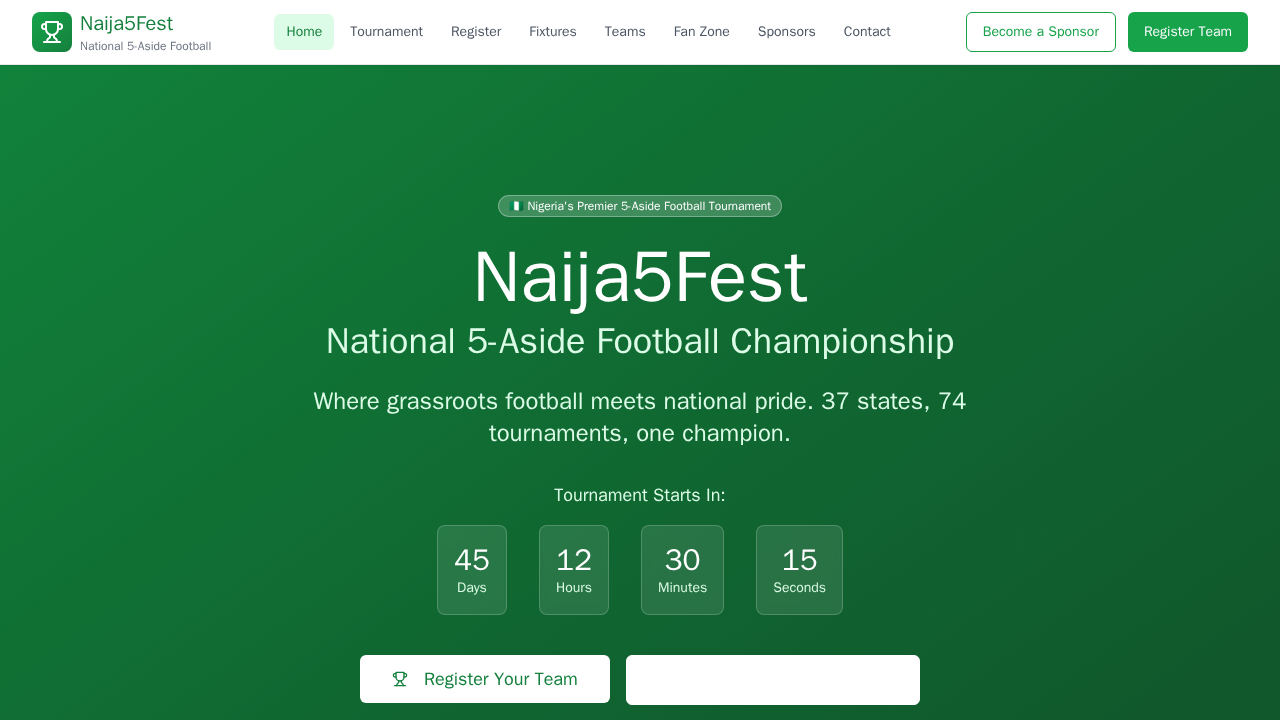 Naija5Fest
National 5-Aside Football
Home
Tournament
Register
Fixtures
Teams
Fan Zone
Sponsors
Contact
Become a Sponsor
Register Team
🇳🇬 Nigeria's Premier 5-Aside Football Tournament
Naija5Fest
National 5-Aside Football Championship
Where grassroots football meets national pride. 37 states, 74
tournaments, one champion.
Tournament Starts In:
45
Days
12
Hours
30
Minutes
15
Seconds
Register Your Team